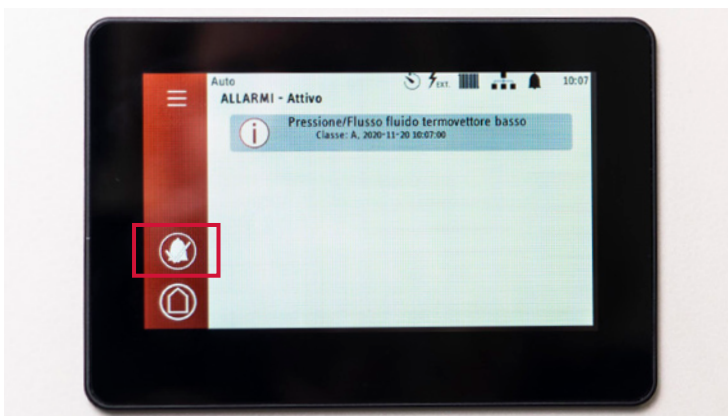 Auto
EXT.
10:07
ALLARMI - Attivo
Pressione/Flusso fluido termovettore basso
Classe: A, 2020-11-20 10:07:00